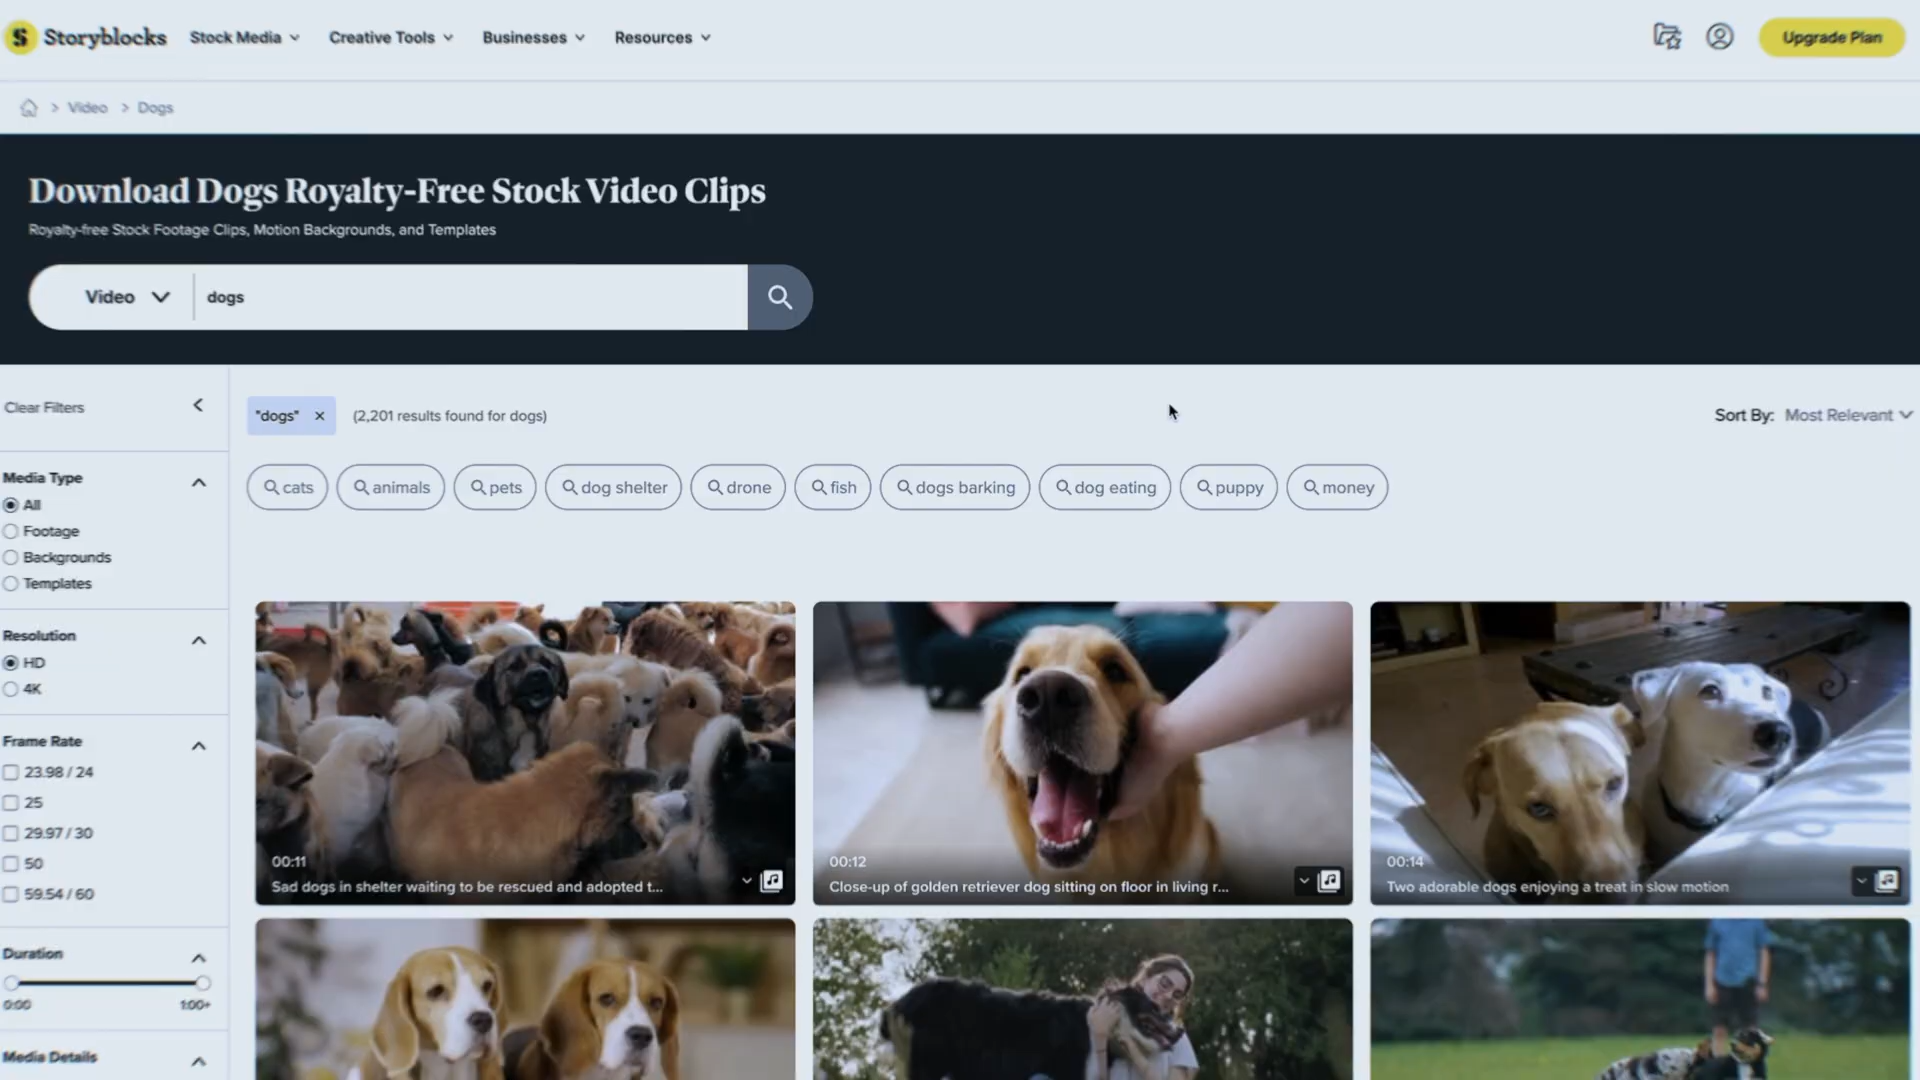 Storyblocks Stock Media Creative Tools Businesses Resources Upgrade Plan
> Video > Dogs
Download Dogs Royalty-Free Stock Video Clips
Royalty-free Stock Footage Clips, Motion Backgrounds, and Templates
Video dogs
Clear Filters
"dogs" × (2,201 results found for dogs)
Sort By: Most Relevant
cats animals pets dog shelter drone fish dogs barking dog eating puppy money
Media Type
All
Footage
Backgrounds
Templates
Resolution
HD
4K
Frame Rate
23.98 / 24
25
29.97 / 30
50
59.54 / 60
Duration
0:00 1:00+
Media Details
00:11
Sad dogs in shelter waiting to be rescued and adopted t...
00:12
Close-up of golden retriever dog sitting on floor in living r...
00:14
Two adorable dogs enjoying a treat in slow motion